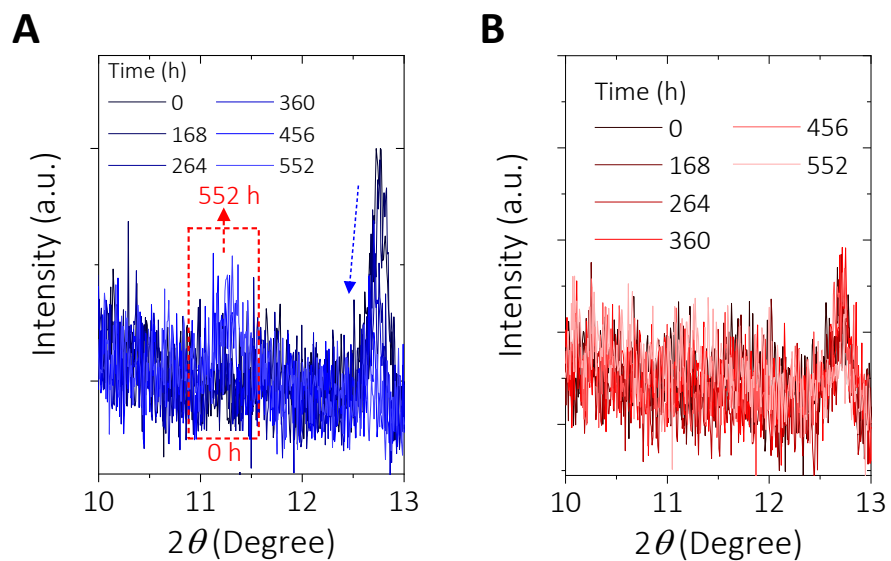 A
Time (h)
0 360
168 456
264 552
552 h
0 h
Intensity (a.u.)
10 11 12 13
2θ (Degree)
B
Time (h)
0 456
168 552
264
360
Intensity (a.u.)
10 11 12 13
2θ (Degree)